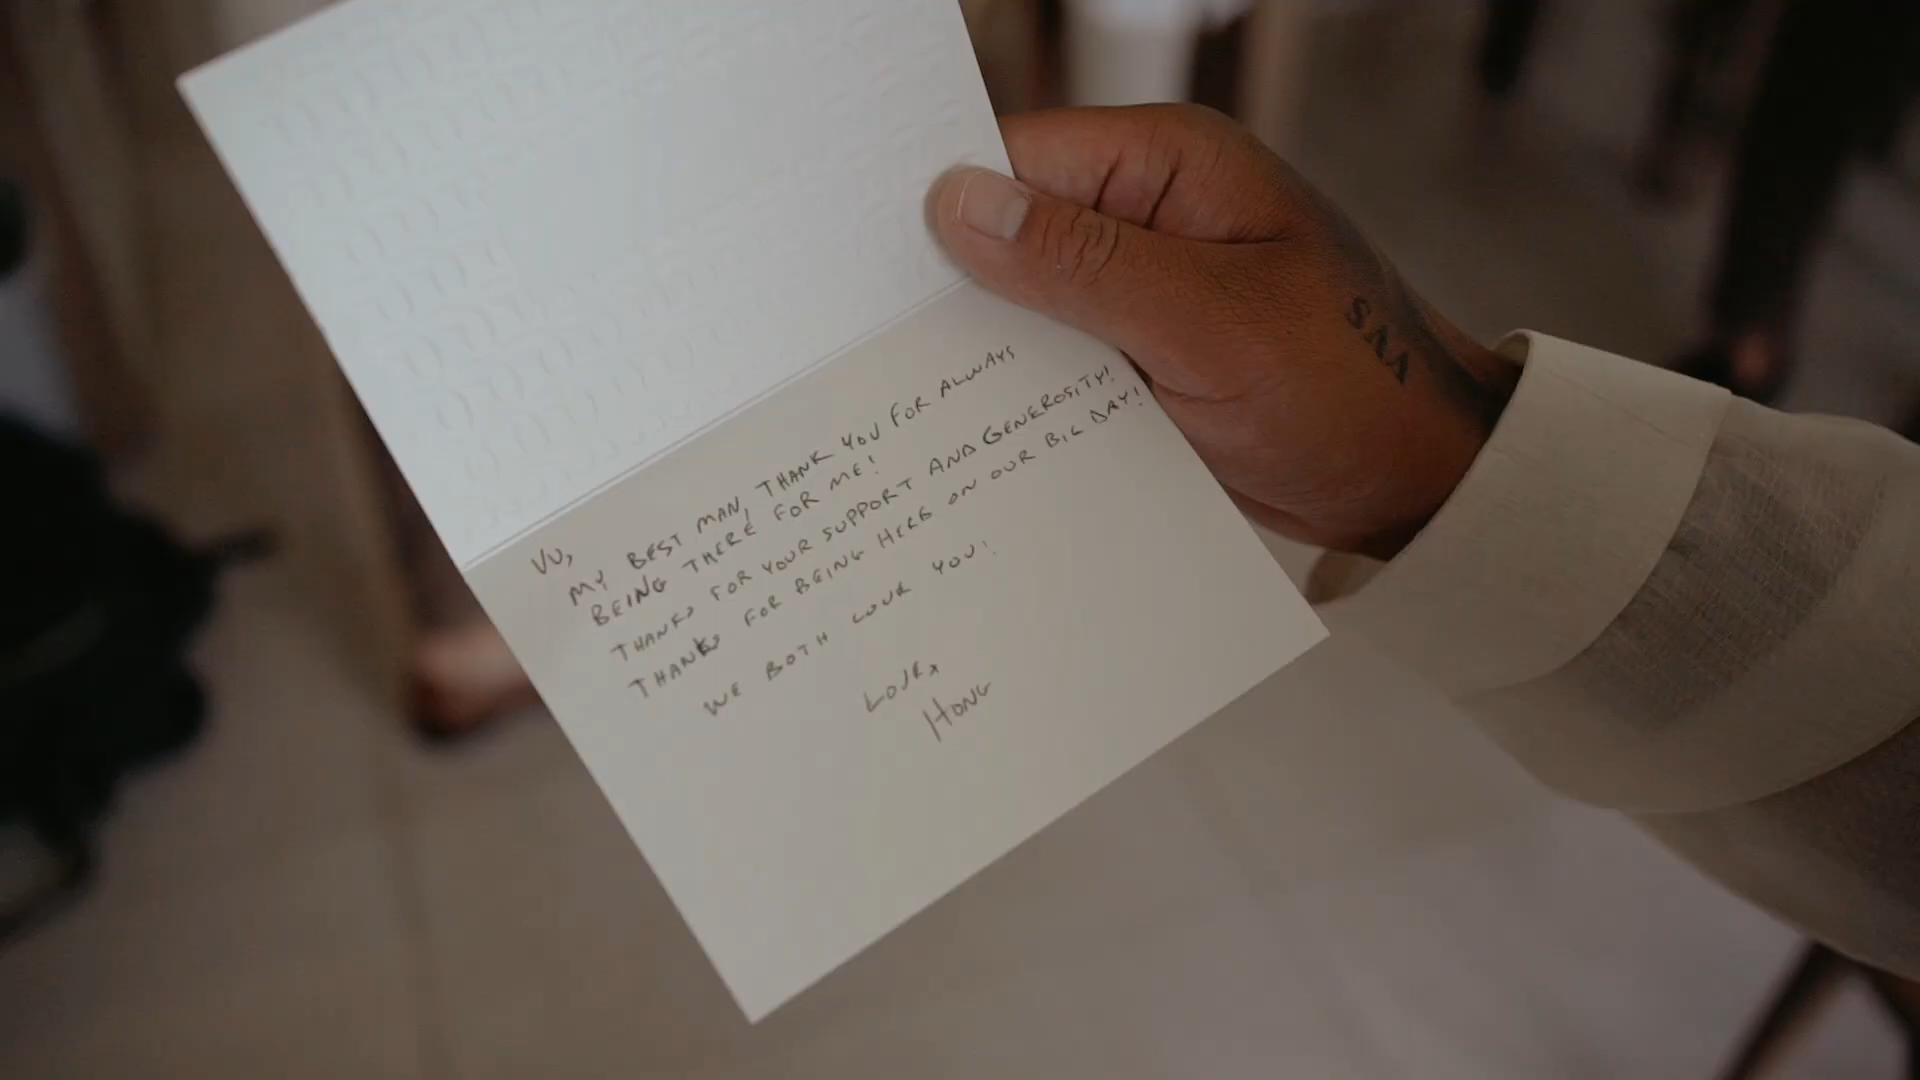 VU,
MY BEST MAN, THANK YOU FOR ALWAYS
BEING THERE FOR ME!
THANKS FOR YOUR SUPPORT AND GENEROSITY!
THANKS FOR BEING HERE ON OUR BIG DAY!
WE BOTH LOVE YOU!
LOVE x
HONG